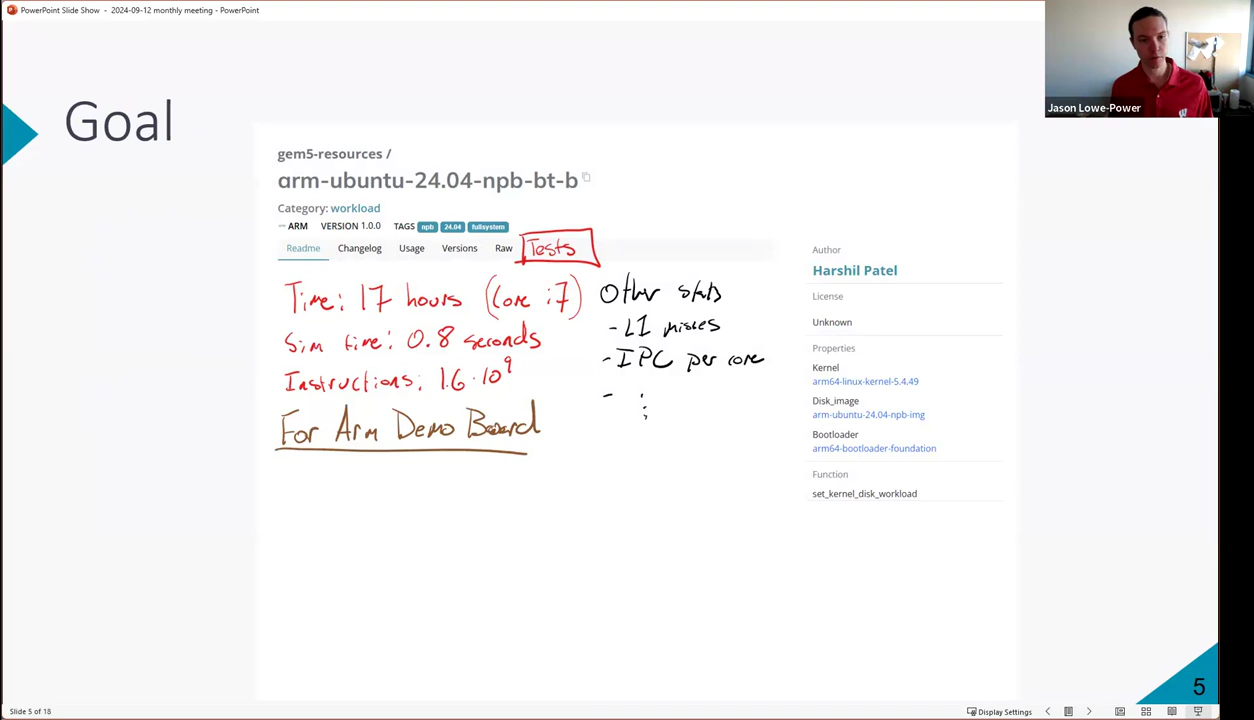 PowerPoint Slide Show - 2024-09-12 monthly meeting - PowerPoint
Jason Lowe-Power
Goal
gem5-resources /
arm-ubuntu-24.04-npb-bt-b
Category: workload
ARM VERSION 1.0.0 TAGS npb 24.04 fullsystem
Readme Changelog Usage Versions Raw Tests
Time: 17 hours (Core i7)
Sim time: 0.8 seconds
Instructions: 1.6·10⁹
For Arm Demo Board
Other stats
- L1 misses
- IPC per core
-
Author
Harshil Patel
License
Unknown
Properties
Kernel
arm64-linux-kernel-5.4.49
Disk_image
arm-ubuntu-24.04-npb-img
Bootloader
arm64-bootloader-foundation
Function
set_kernel_disk_workload
5
Slide 5 of 18
Display Settings